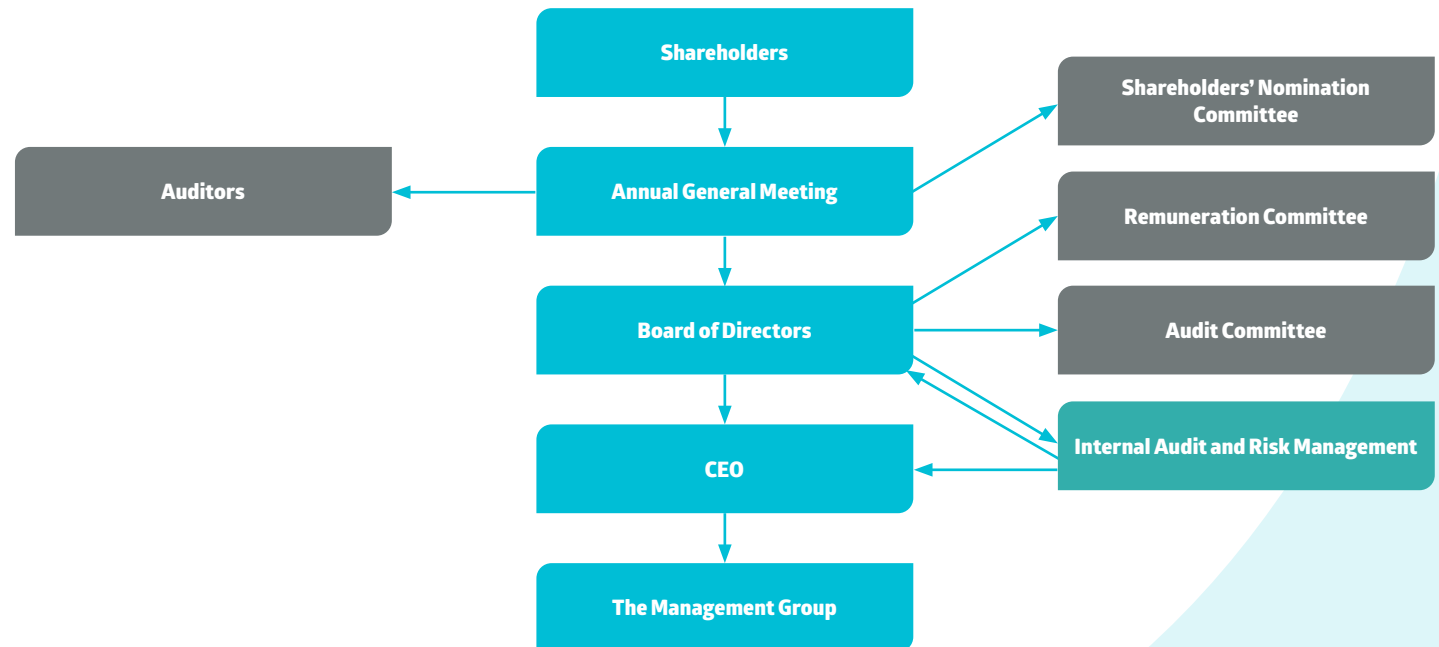 Shareholders
Shareholders’ Nomination
Committee
Auditors
Annual General Meeting
Remuneration Committee
Board of Directors
Audit Committee
Internal Audit and Risk Management
CEO
The Management Group